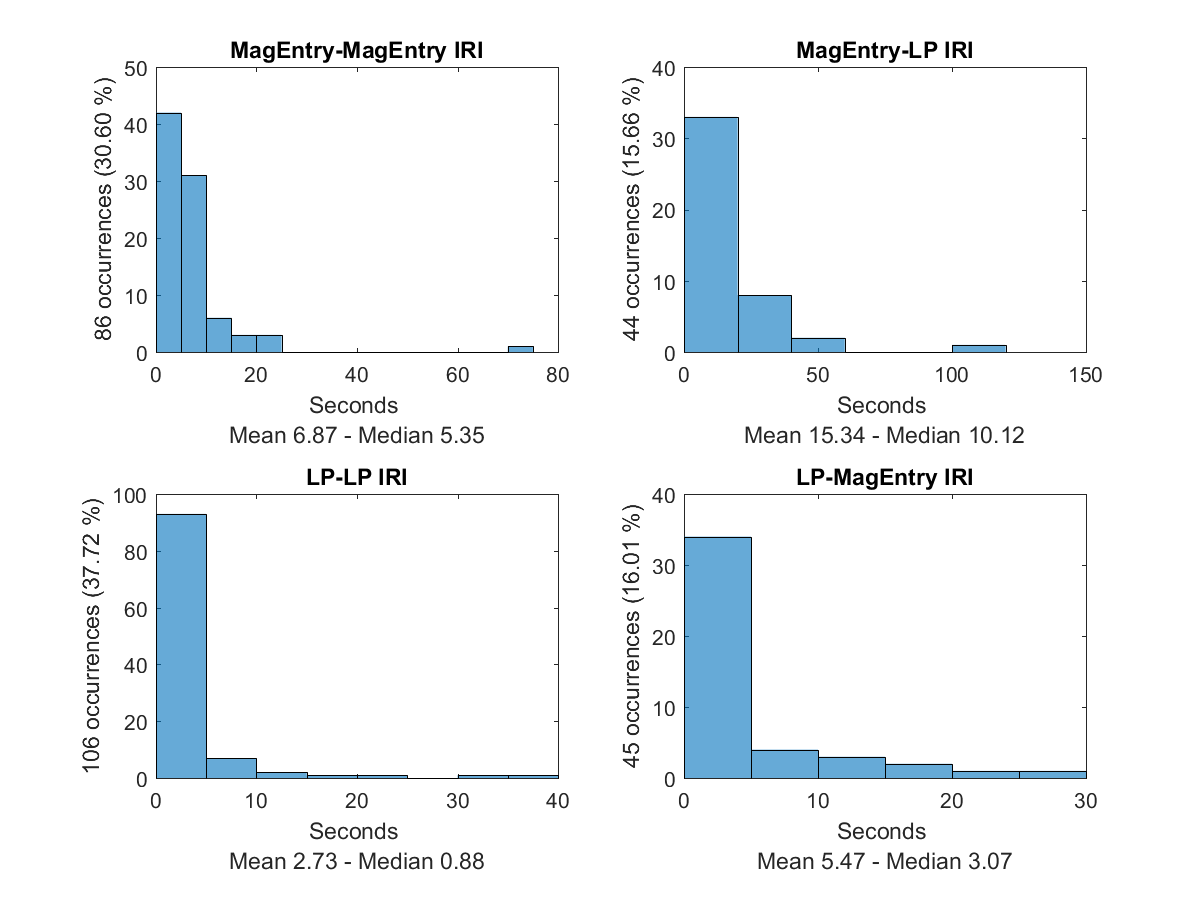 MagEntry-MagEntry IRI
86 occurrences (30.60 %)
50
40
30
20
10
0
0 20 40 60 80
Seconds
Mean 6.87 - Median 5.35
MagEntry-LP IRI
44 occurrences (15.66 %)
40
30
20
10
0
0 50 100 150
Seconds
Mean 15.34 - Median 10.12
LP-LP IRI
106 occurrences (37.72 %)
100
80
60
40
20
0
0 10 20 30 40
Seconds
Mean 2.73 - Median 0.88
LP-MagEntry IRI
45 occurrences (16.01 %)
40
30
20
10
0
0 10 20 30
Seconds
Mean 5.47 - Median 3.07